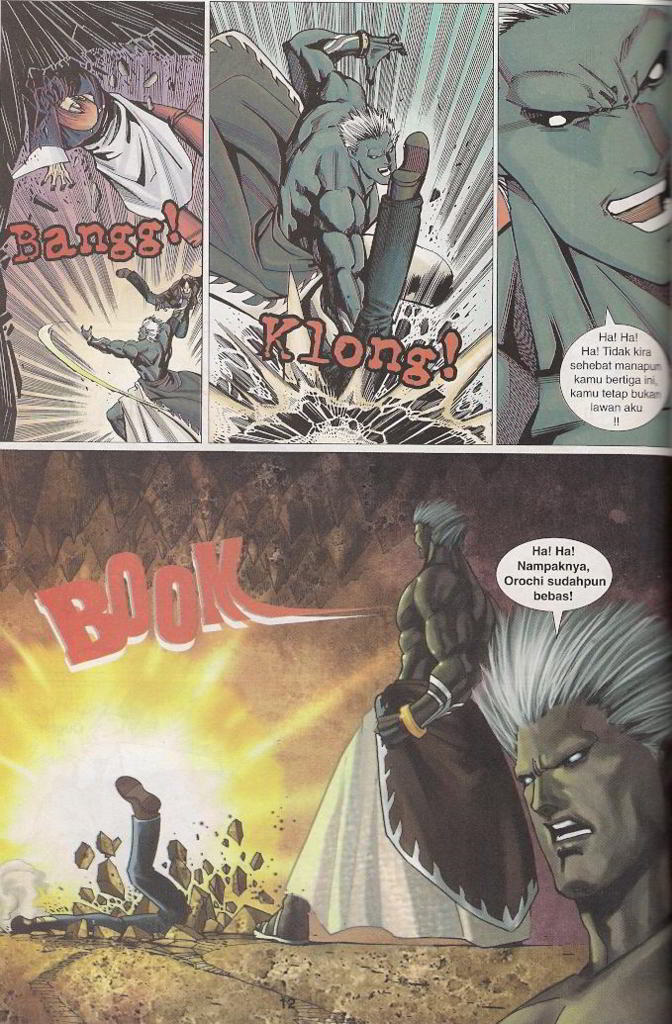 Bangg!
Klong!
Ha! Ha!
Ha! Tidak kira
sehebat manapun
kamu bertiga ini,
kamu tetap bukan
lawan aku
!!
BOOK
Ha! Ha!
Nampaknya,
Orochi sudahpun
bebas!
12